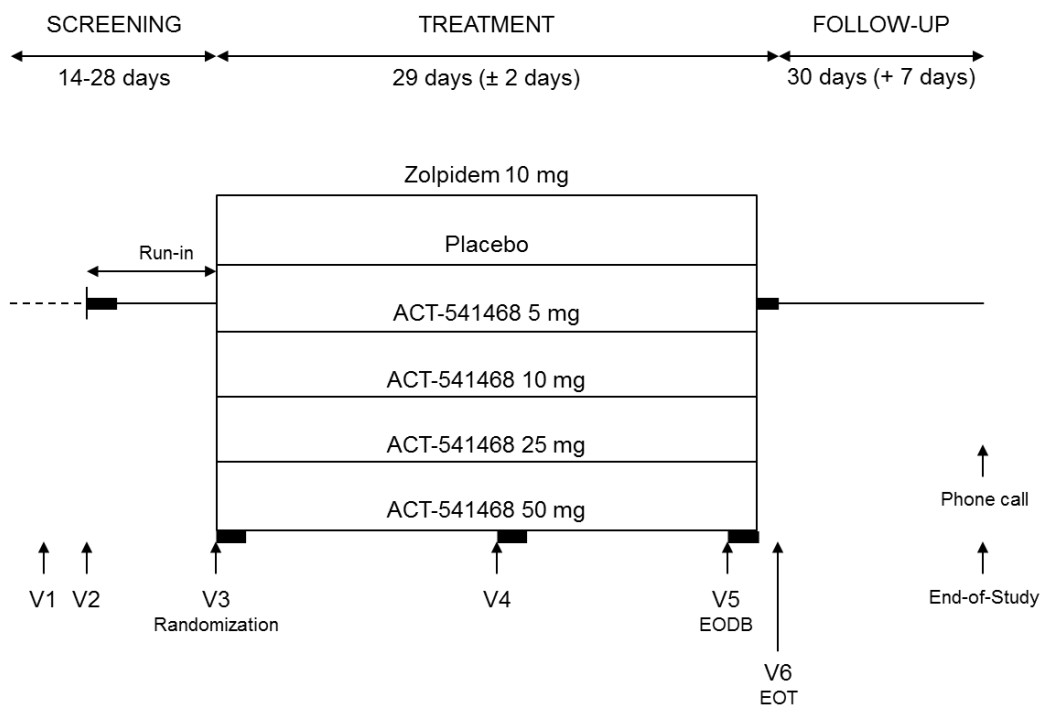 SCREENING
TREATMENT
FOLLOW-UP
14-28 days
29 days (± 2 days)
30 days (+ 7 days)
Zolpidem 10 mg
Run-in
Placebo
ACT-541468 5 mg
ACT-541468 10 mg
ACT-541468 25 mg
ACT-541468 50 mg
Phone call
V1
V2
V3
Randomization
V4
V5
EODB
End-of-Study
V6
EOT